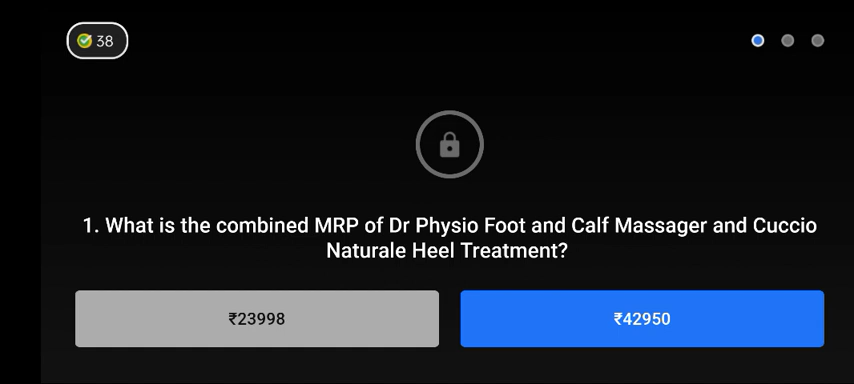 38
1. What is the combined MRP of Dr Physio Foot and Calf Massager and Cuccio
Naturale Heel Treatment?
₹23998
₹42950